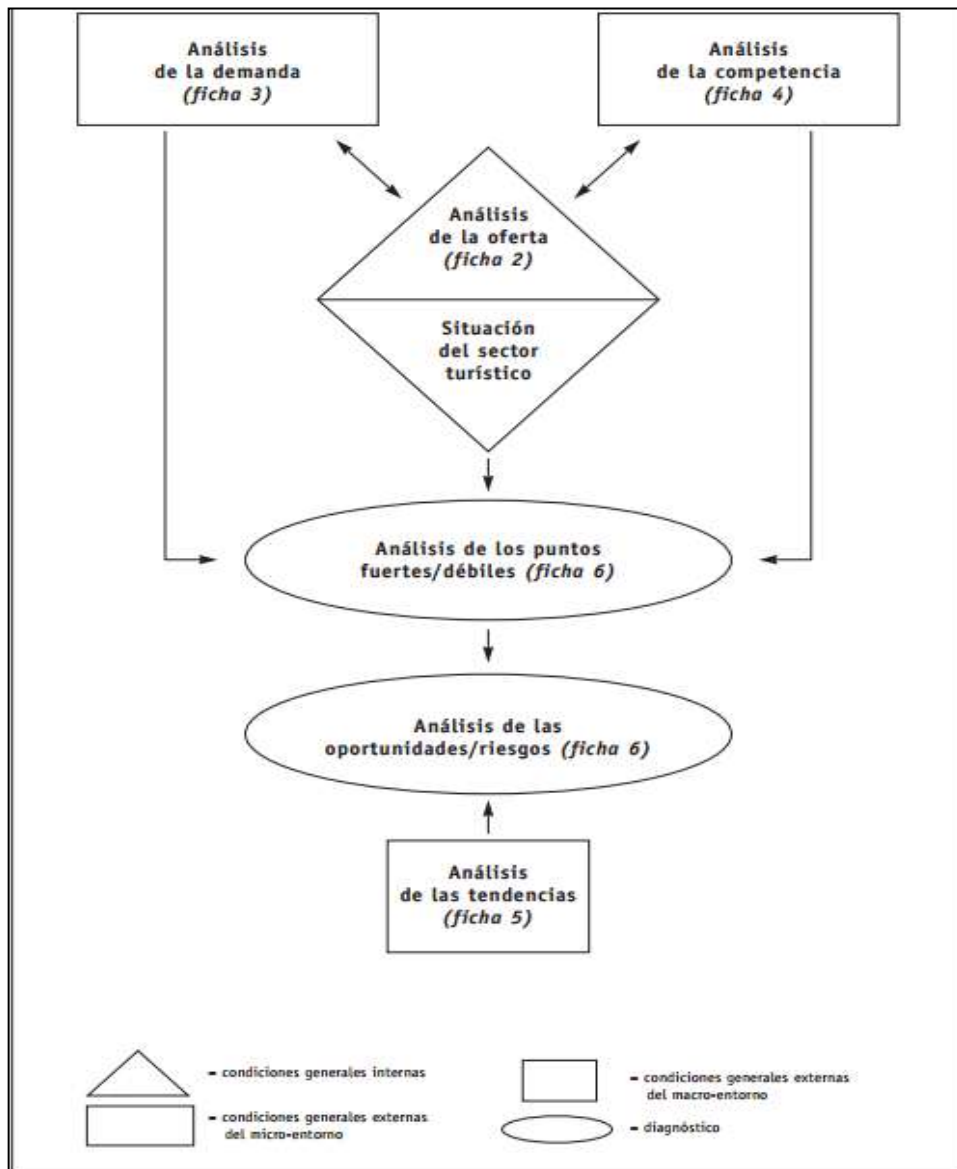 Análisis
de la demanda
(ficha 3)
Análisis
de la competencia
(ficha 4)
Análisis
de la oferta
(ficha 2)
Situación
del sector
turístico
Análisis de los puntos
fuertes/débiles (ficha 6)
Análisis de las
oportunidades/riesgos (ficha 6)
Análisis
de las tendencias
(ficha 5)
= condiciones generales internas
= condiciones generales externas
del micro-entorno
= condiciones generales externas
del macro-entorno
= diagnóstico